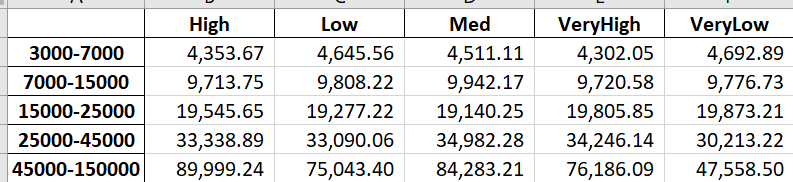 High Low Med VeryHigh VeryLow
3000-7000 4,353.67 4,645.56 4,511.11 4,302.05 4,692.89
7000-15000 9,713.75 9,808.22 9,942.17 9,720.58 9,776.73
15000-25000 19,545.65 19,277.22 19,140.25 19,805.85 19,873.21
25000-45000 33,338.89 33,090.06 34,982.28 34,246.14 30,213.22
45000-150000 89,999.24 75,043.40 84,283.21 76,186.09 47,558.50